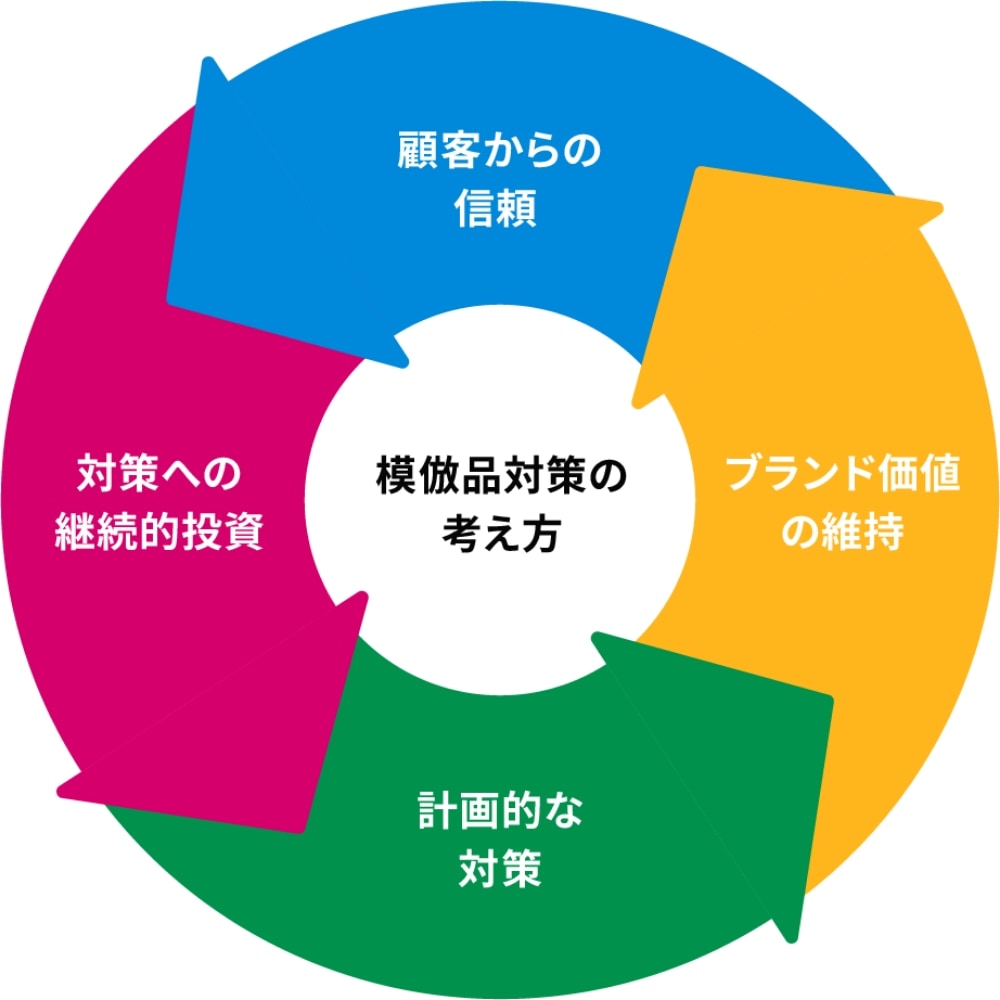 顧客からの
信頼
対策への
継続的投資
模倣品対策の
考え方
ブランド価値
の維持
計画的な
対策